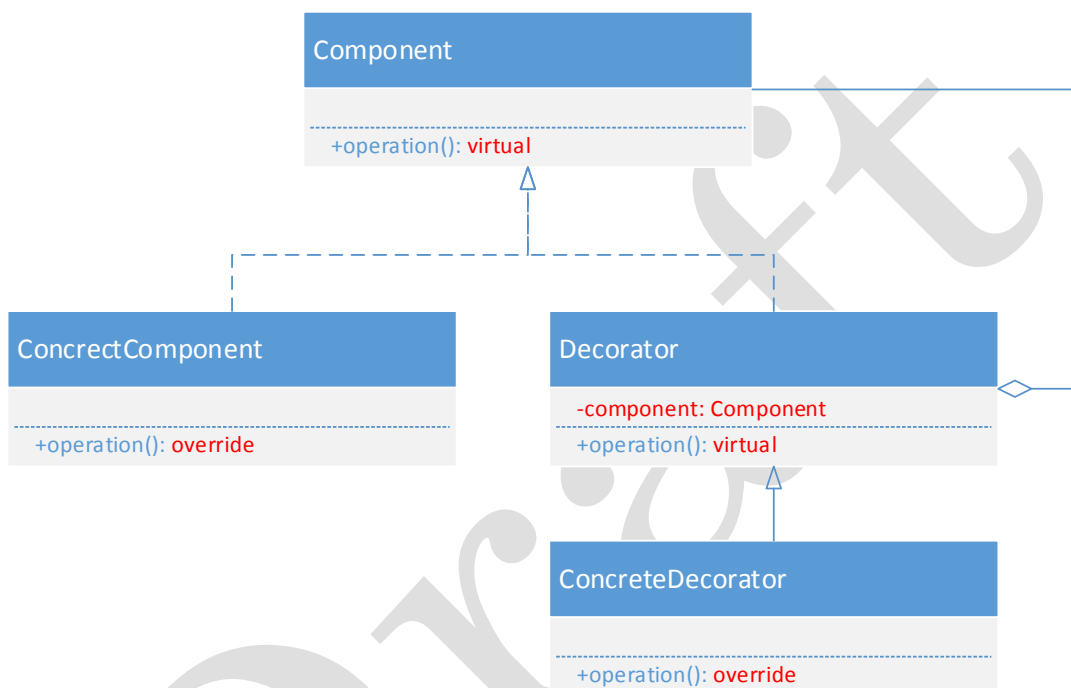 Component
+operation(): virtual
ConcrectComponent
+operation(): override
Decorator
-component: Component
+operation(): virtual
ConcreteDecorator
+operation(): override